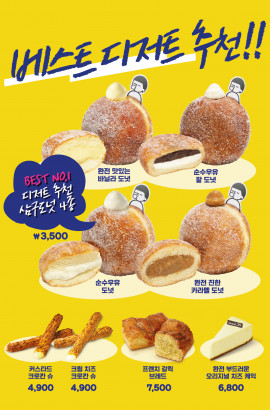 베스트 디저트 추천!!
완전 맛있는
바닐라 도넛
순수우유
팥 도넛
BEST NO.1
디저트 추천
삼구도넛 4종
₩3,500
순수우유
도넛
완전 진한
카라멜 도넛
커스타드
크로칸 슈
4,900
크림 치즈
크로칸 슈
4,900
프렌치 갈릭
브레드
7,500
완전 부드러운
오리지널 치즈 케익
6,800